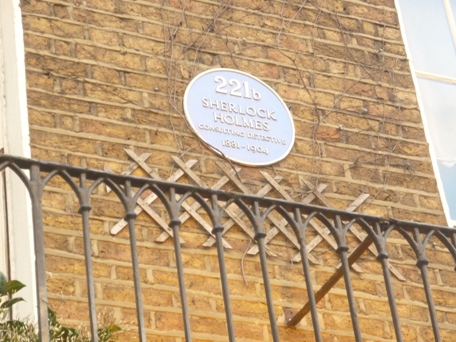 221b
SHERLOCK
HOLMES
CONSULTING DETECTIVE
1881-1904